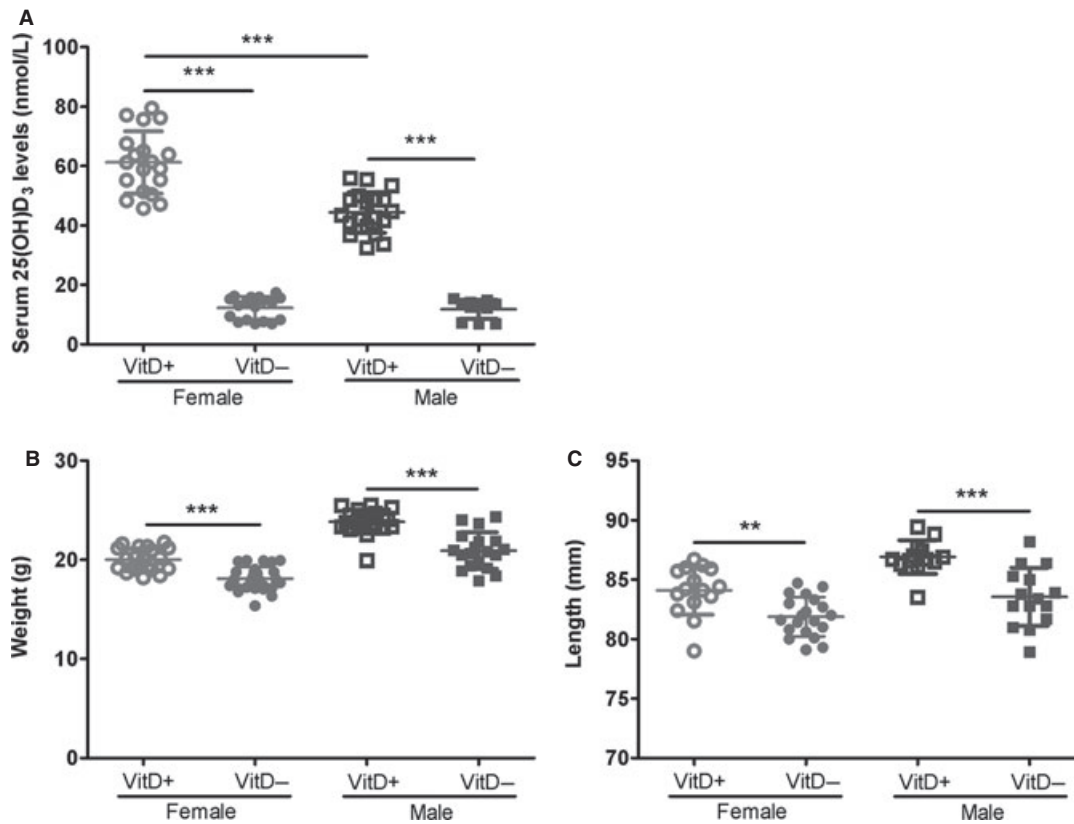 A
Serum 25(OH)D3 levels (nmol/L)
100
80
60
40
20
0
***
***
***
VitD+ VitD– VitD+ VitD–
Female Male
B
Weight (g)
30
20
10
0
***
***
VitD+ VitD– VitD+ VitD–
Female Male
C
Length (mm)
95
90
85
80
75
70
**
***
VitD+ VitD– VitD+ VitD–
Female Male